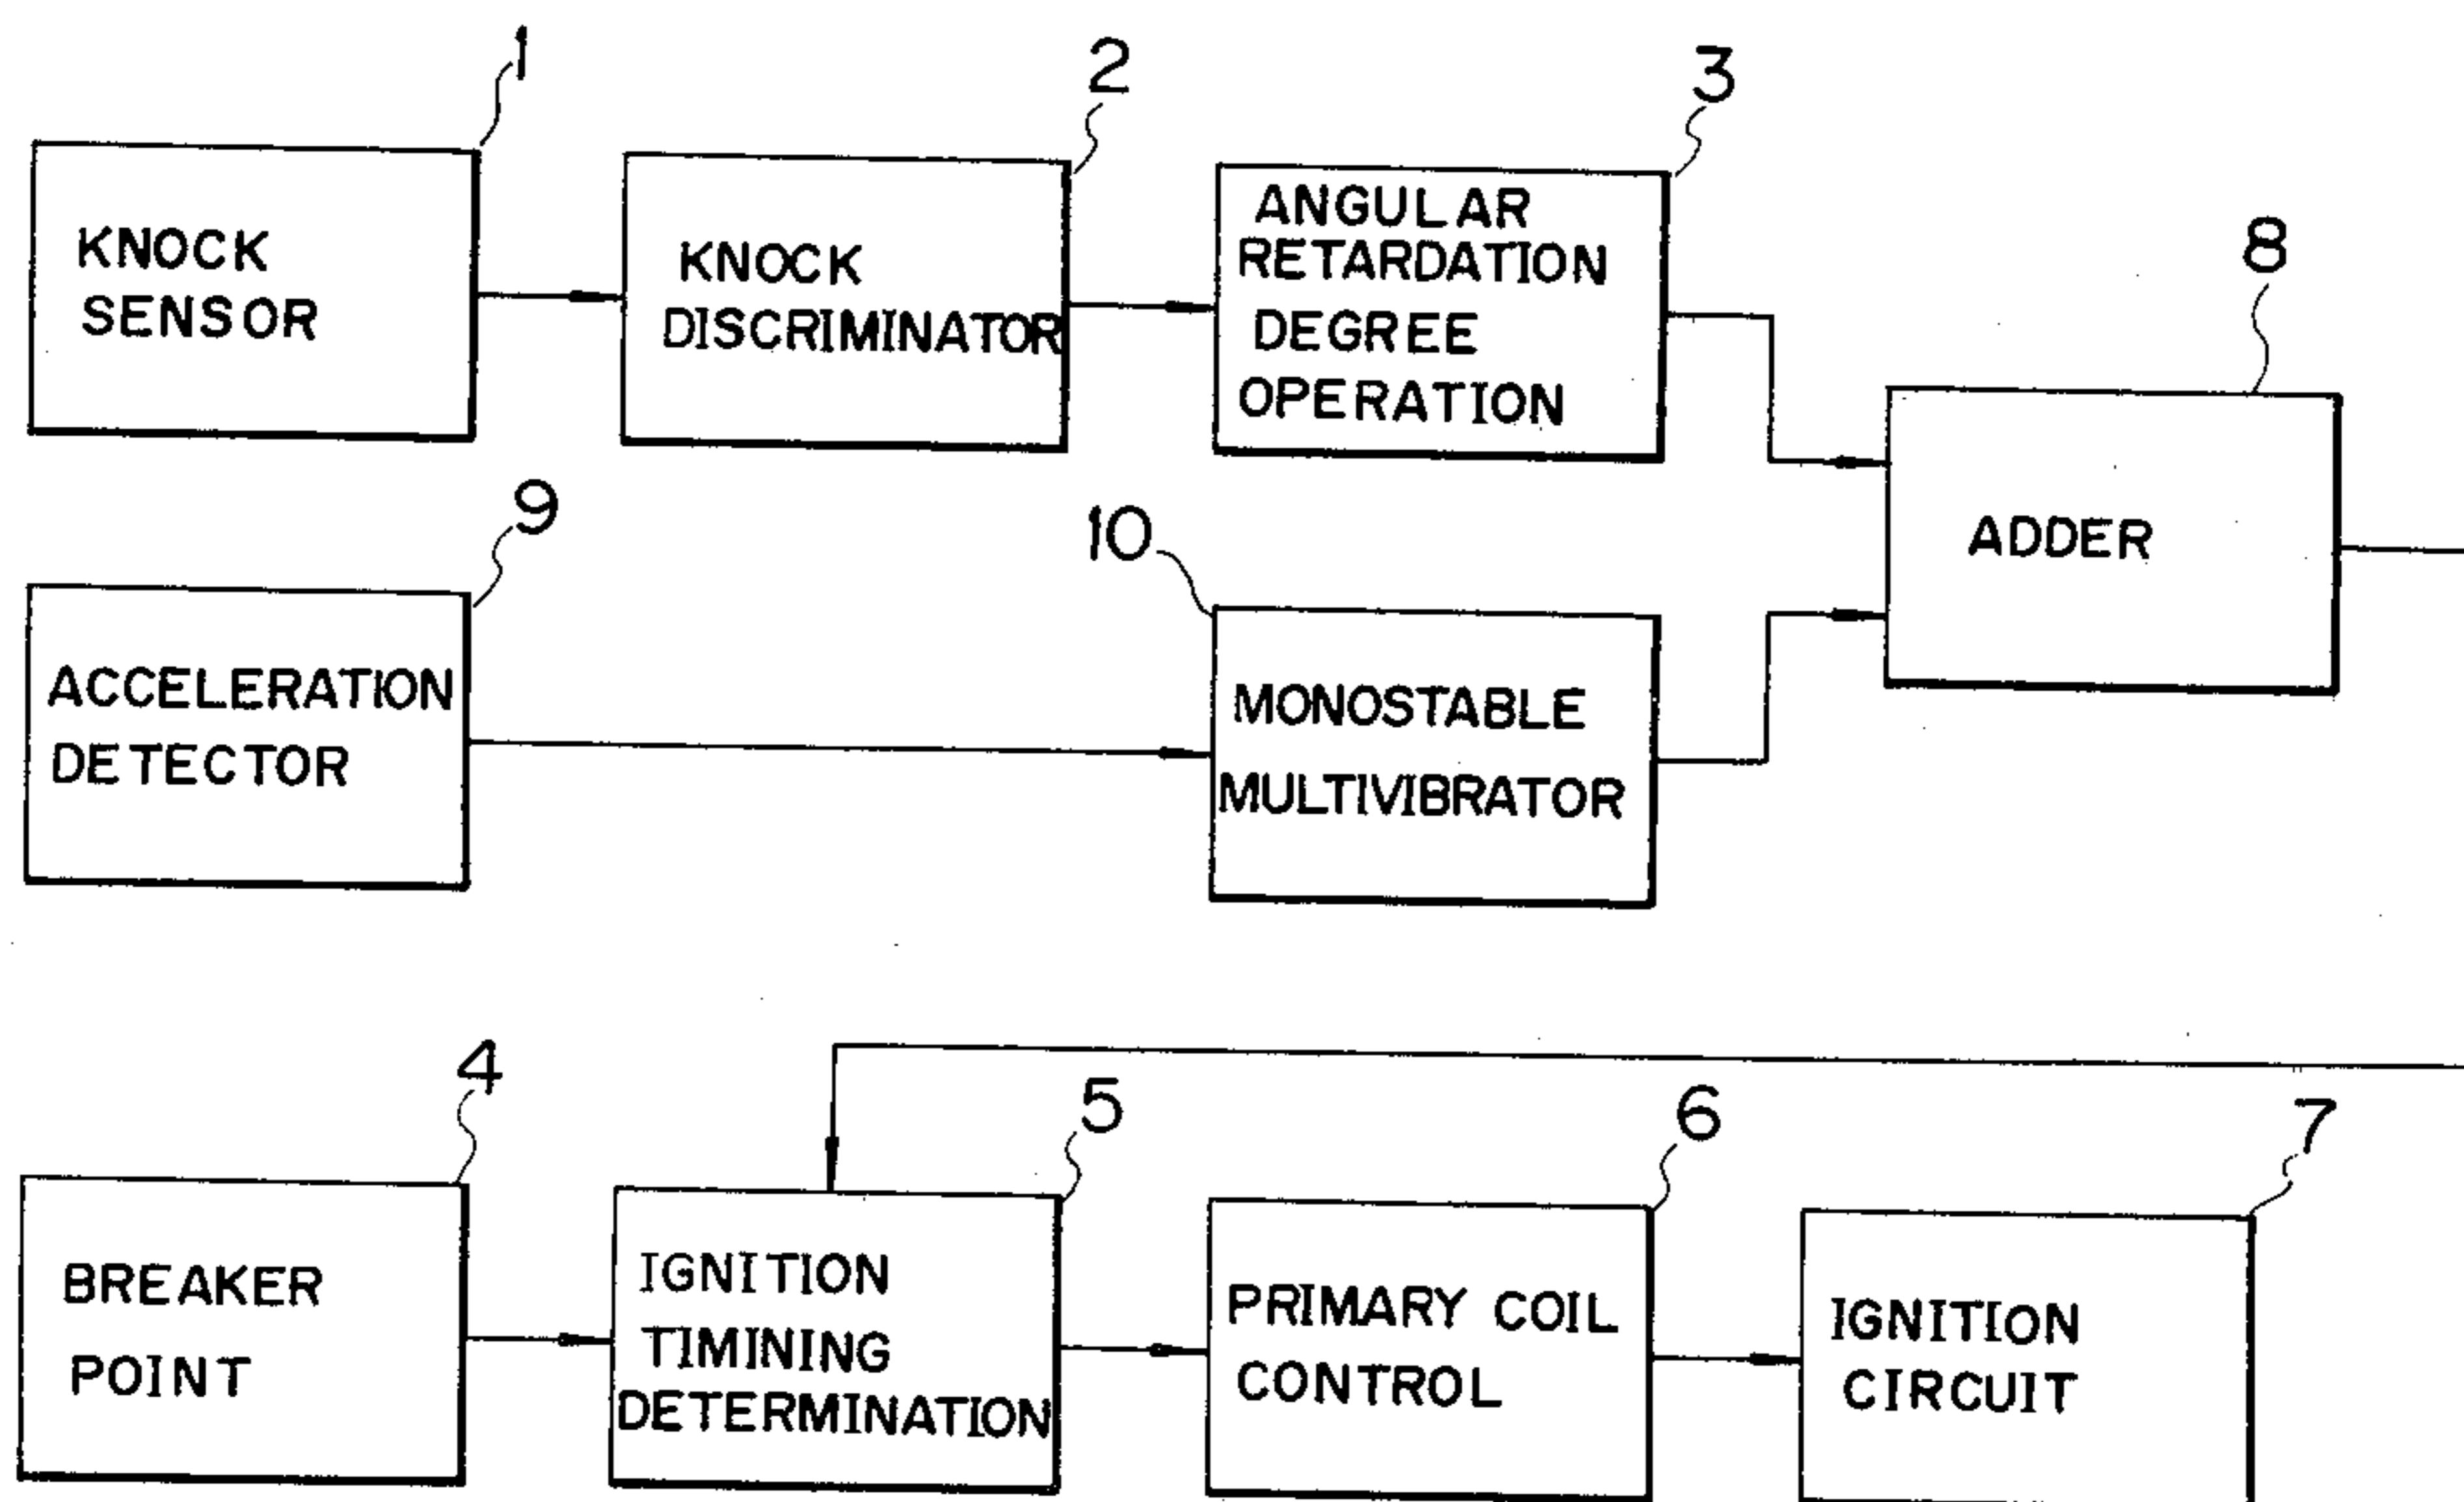 1
KNOCK
SENSOR
2
KNOCK
DISCRIMINATOR
3
ANGULAR
RETARDATION
DEGREE
OPERATION
8
ADDER
9
ACCELERATION
DETECTOR
10
MONOSTABLE
MULTIVIBRATOR
4
BREAKER
POINT
5
IGNITION
TIMINING
DETERMINATION
6
PRIMARY COIL
CONTROL
7
IGNITION
CIRCUIT